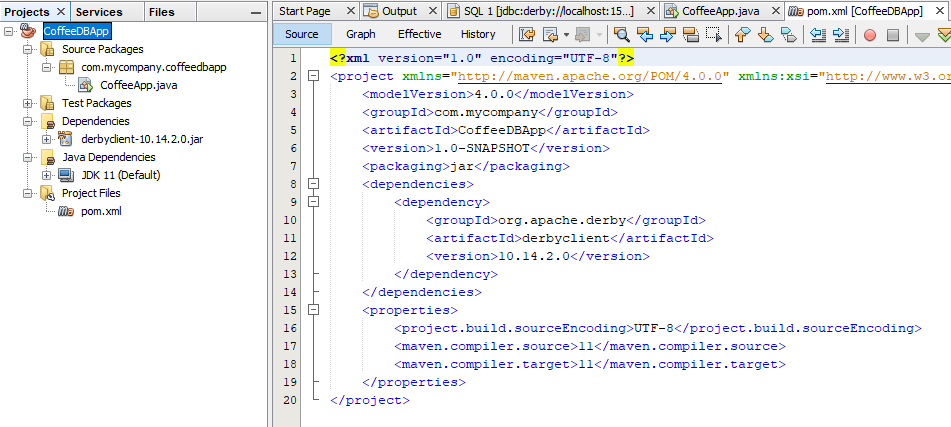 Projects Services Files
CoffeeDBApp
Source Packages
com.mycompany.coffeedbapp
CoffeeApp.java
Test Packages
Dependencies
derbyclient-10.14.2.0.jar
Java Dependencies
JDK 11 (Default)
Project Files
pom.xml
Start Page Output SQL 1 [jdbc:derby://localhost:15...] CoffeeApp.java pom.xml [CoffeeDBApp]
Source Graph Effective History
1 <?xml version="1.0" encoding="UTF-8"?>
2 <project xmlns="http://maven.apache.org/POM/4.0.0" xmlns:xsi="http://www.w3.or
3 <modelVersion>4.0.0</modelVersion>
4 <groupId>com.mycompany</groupId>
5 <artifactId>CoffeeDBApp</artifactId>
6 <version>1.0-SNAPSHOT</version>
7 <packaging>jar</packaging>
8 <dependencies>
9 <dependency>
10 <groupId>org.apache.derby</groupId>
11 <artifactId>derbyclient</artifactId>
12 <version>10.14.2.0</version>
13 </dependency>
14 </dependencies>
15 <properties>
16 <project.build.sourceEncoding>UTF-8</project.build.sourceEncoding>
17 <maven.compiler.source>11</maven.compiler.source>
18 <maven.compiler.target>11</maven.compiler.target>
19 </properties>
20 </project>